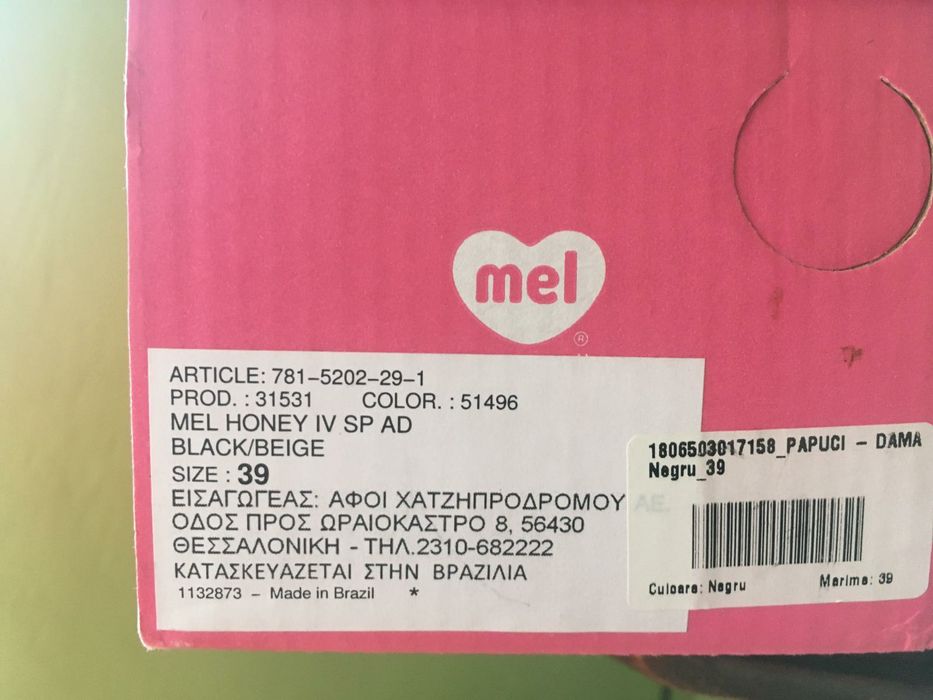 mel
®
ARTICLE: 781-5202-29-1
PROD. : 31531 COLOR. : 51496
MEL HONEY IV SP AD
BLACK/BEIGE
SIZE : 39
ΕΙΣΑΓΩΓΕΑΣ: ΑΦΟΙ ΧΑΤΖΗΠΡΟΔΡΟΜΟΥ ΑΕ.
ΟΔΟΣ ΠΡΟΣ ΩΡΑΙΟΚΑΣΤΡΟ 8, 56430
ΘΕΣΣΑΛΟΝΙΚΗ - ΤΗΛ.2310-682222
ΚΑΤΑΣΚΕΥΑΖΕΤΑΙ ΣΤΗΝ ΒΡΑΖΙΛΙΑ
1132873 - Made in Brazil *
1806503017158_PAPUCI - DAMA
Negru_39
Culoare: Negru Marime: 39